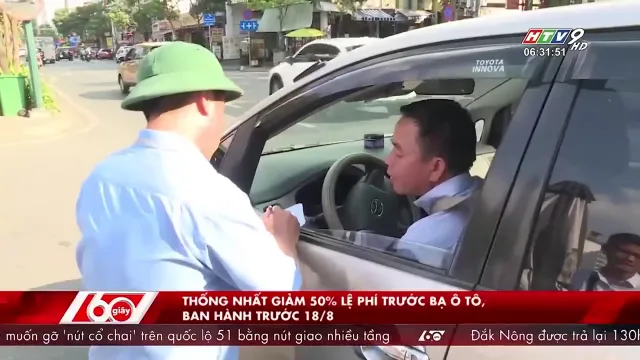 HTV9 HD
06:31:51
TOYOTA
INNOVA
60 giây
THỐNG NHẤT GIẢM 50% LỆ PHÍ TRƯỚC BẠ Ô TÔ,
BAN HÀNH TRƯỚC 18/8
muốn gỡ 'nút cổ chai' trên quốc lộ 51 bằng nút giao nhiều tầng 60 Đắk Nông được trả lại 130h